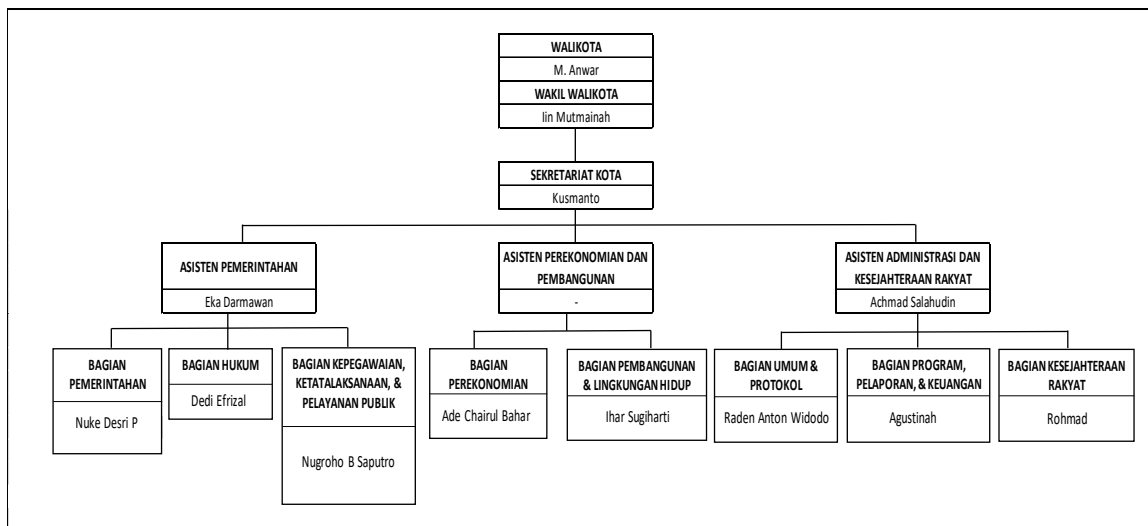 WALIKOTA
M. Anwar
WAKIL WALIKOTA
Iin Mutmainah
SEKRETARIAT KOTA
Kusmanto
ASISTEN PEMERINTAHAN
Eka Darmawan
ASISTEN PEREKONOMIAN DAN
PEMBANGUNAN
-
ASISTEN ADMINISTRASI DAN
KESEJAHTERAAN RAKYAT
Achmad Salahudin
BAGIAN
PEMERINTAHAN
Nuke Desri P
BAGIAN HUKUM
Dedi Efrizal
BAGIAN KEPEGAWAIAN,
KETATALAKSANAAN, &
PELAYANAN PUBLIK
Nugroho B Saputro
BAGIAN
PEREKONOMIAN
Ade Chairul Bahar
BAGIAN PEMBANGUNAN
& LINGKUNGAN HIDUP
Ihar Sugiharti
BAGIAN UMUM &
PROTOKOL
Raden Anton Widodo
BAGIAN PROGRAM,
PELAPORAN, & KEUANGAN
Agustinah
BAGIAN KESEJAHTERAAN
RAKYAT
Rohmad